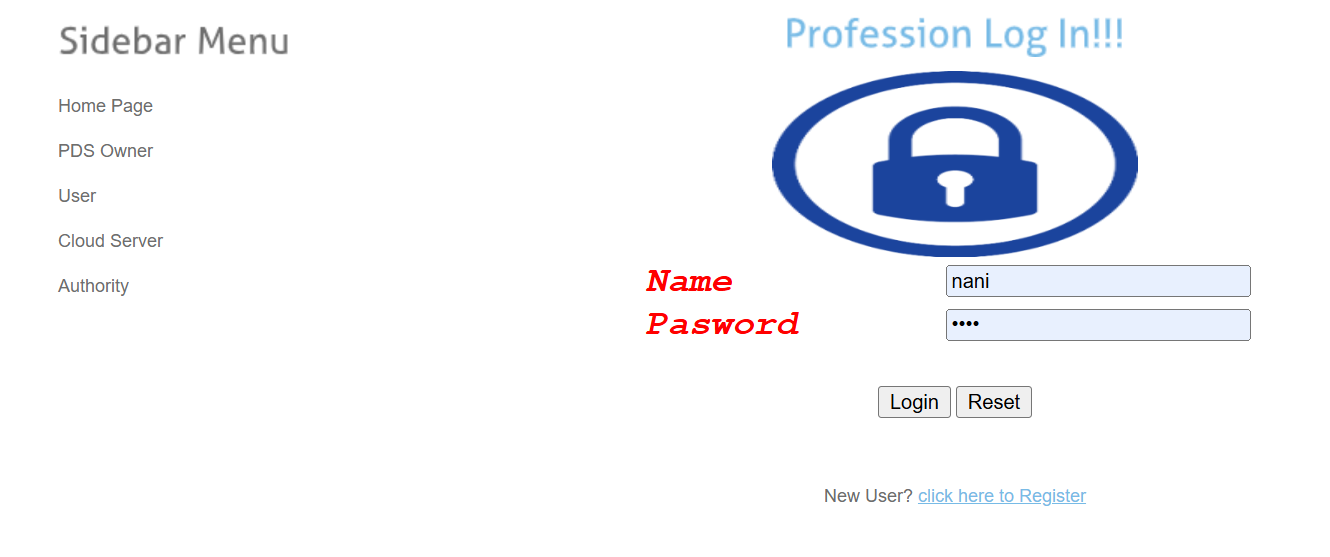 Sidebar Menu
Home Page
PDS Owner
User
Cloud Server
Authority
Profession Log In!!!
Name nani
Pasword ••••
Login Reset
New User? click here to Register